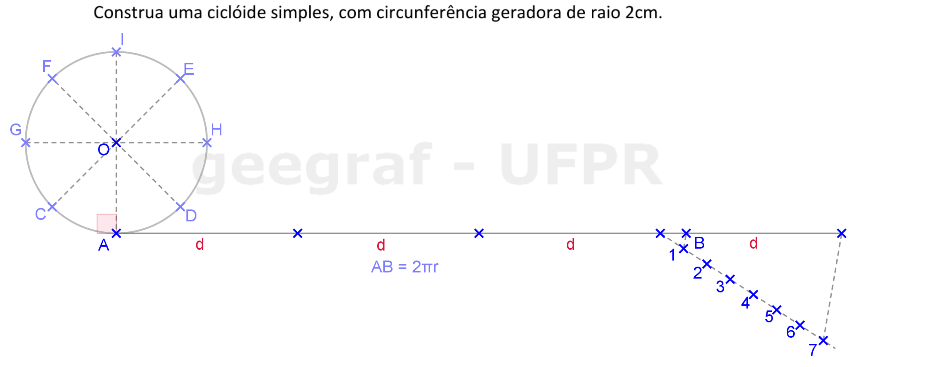 Construa uma ciclóide simples, com circunferência geradora de raio 2cm.
I
F
E
G
O
H
geegraf - UFPR
C
D
A
d
d
d
B
d
1
AB = 2πr
2
3
4
5
6
7